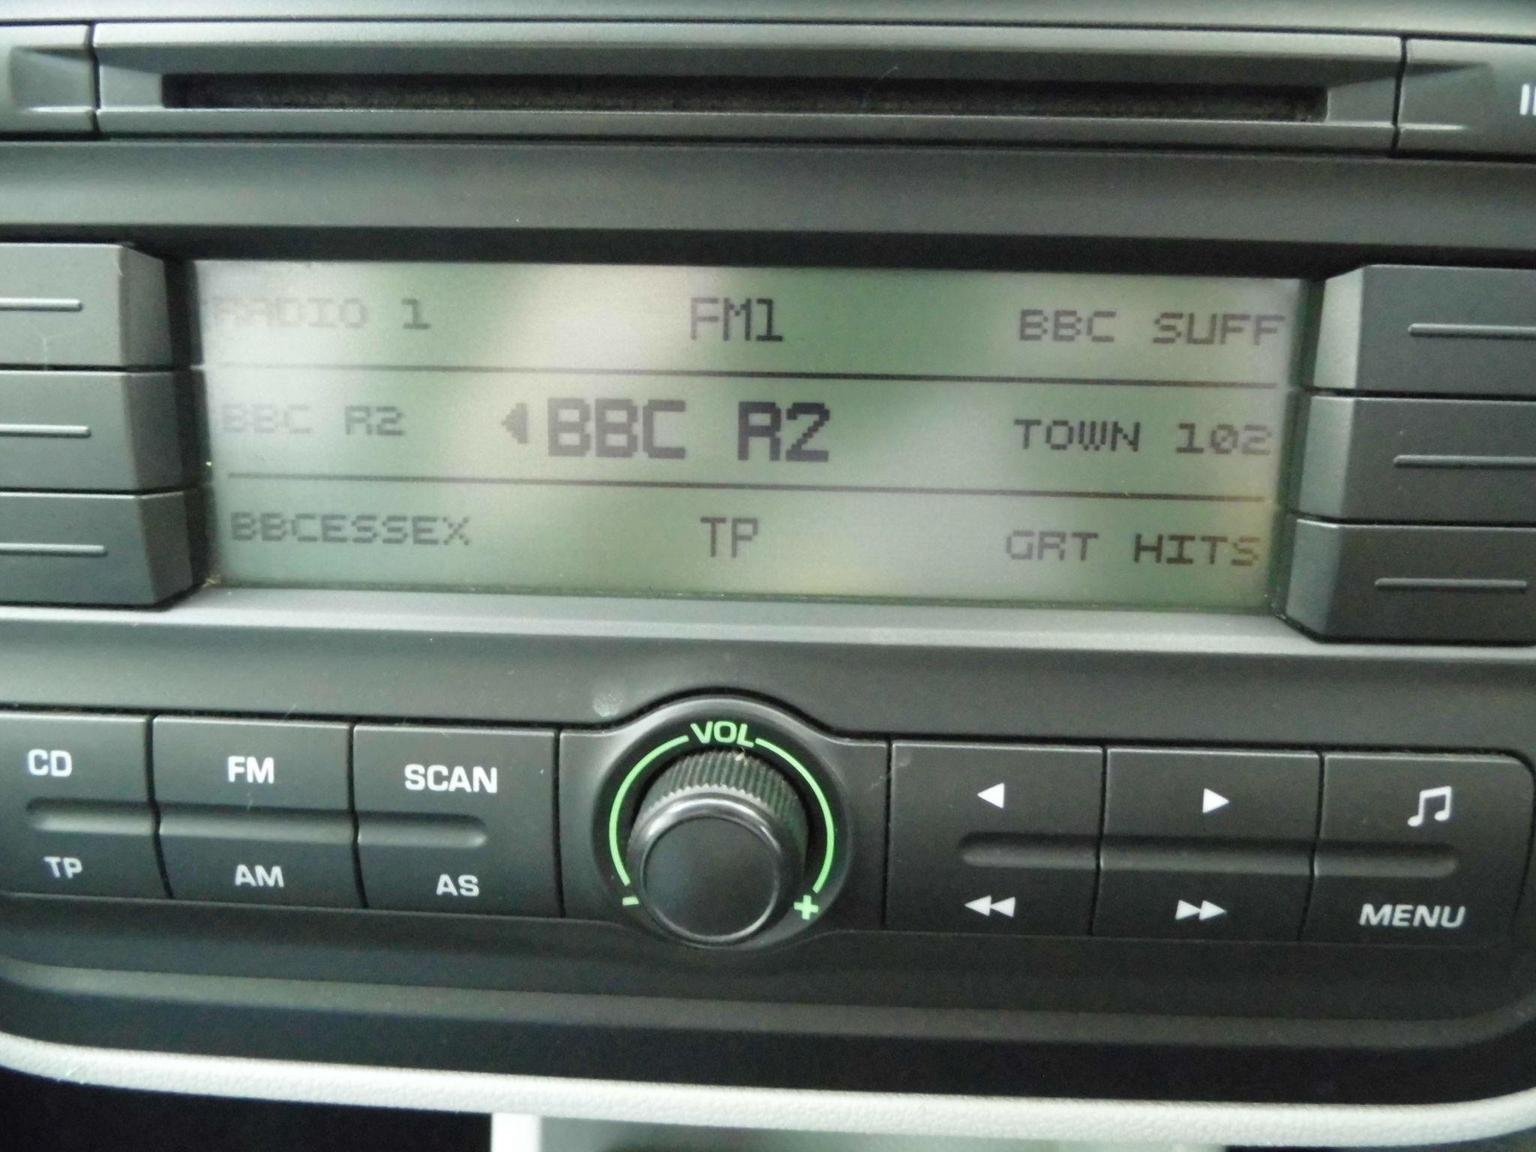 RADIO 1 FM1 BBC SUFF
BBC R2 BBC R2 TOWN 102
BBCESSEX TP GRT HITS
VOL
CD FM SCAN
TP AM AS - + MENU